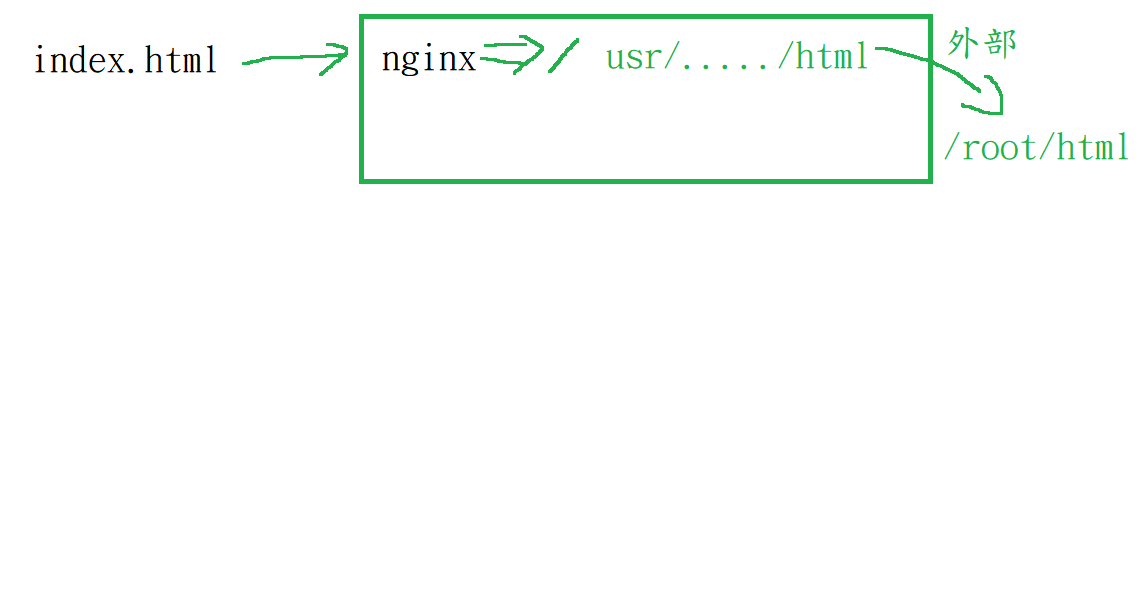 index.html nginx / usr/...../html 外部
/root/html